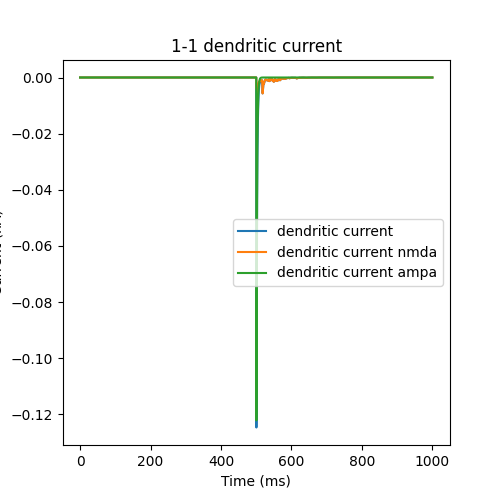 1-1 dendritic current
0.00
−0.02
−0.04
−0.06
−0.08
−0.10
−0.12
dendritic current
dendritic current nmda
dendritic current ampa
0
200
400
600
800
1000
Time (ms)